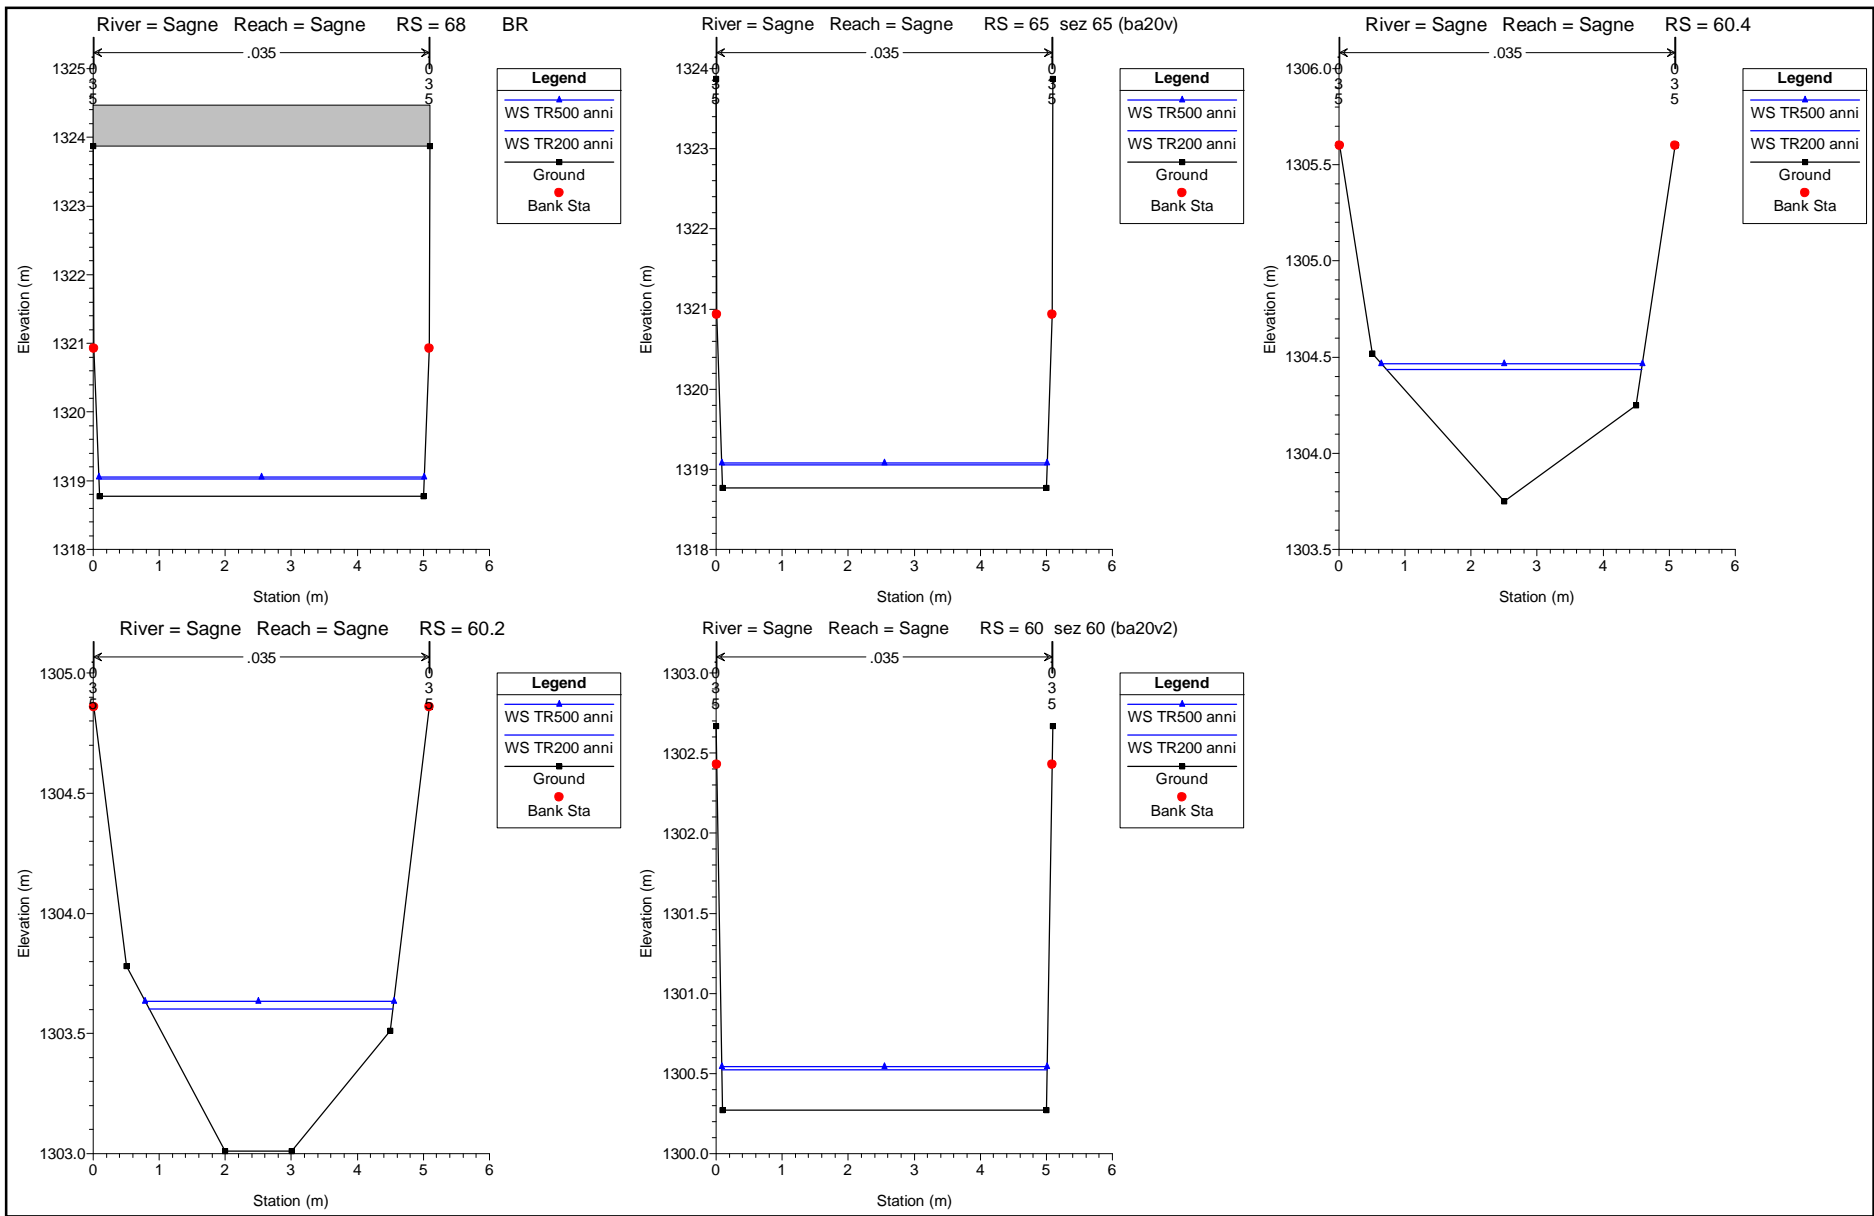 River = Sagne Reach = Sagne RS = 68 BR
.035
.035
.035
Legend
WS TR500 anni
WS TR200 anni
Ground
Bank Sta
1325
1324
1323
1322
1321
1320
1319
1318
0 1 2 3 4 5 6
Elevation (m)
Station (m)
River = Sagne Reach = Sagne RS = 65 sez 65 (ba20v)
.035
.035
.035
Legend
WS TR500 anni
WS TR200 anni
Ground
Bank Sta
1324
1323
1322
1321
1320
1319
1318
0 1 2 3 4 5 6
Elevation (m)
Station (m)
River = Sagne Reach = Sagne RS = 60.4
.035
.035
.035
Legend
WS TR500 anni
WS TR200 anni
Ground
Bank Sta
1306.0
1305.5
1305.0
1304.5
1304.0
1303.5
0 1 2 3 4 5 6
Elevation (m)
Station (m)
River = Sagne Reach = Sagne RS = 60.2
.035
.035
.035
Legend
WS TR500 anni
WS TR200 anni
Ground
Bank Sta
1305.0
1304.5
1304.0
1303.5
1303.0
0 1 2 3 4 5 6
Elevation (m)
Station (m)
River = Sagne Reach = Sagne RS = 60 sez 60 (ba20v2)
.035
.035
.035
Legend
WS TR500 anni
WS TR200 anni
Ground
Bank Sta
1303.0
1302.5
1302.0
1301.5
1301.0
1300.5
1300.0
0 1 2 3 4 5 6
Elevation (m)
Station (m)